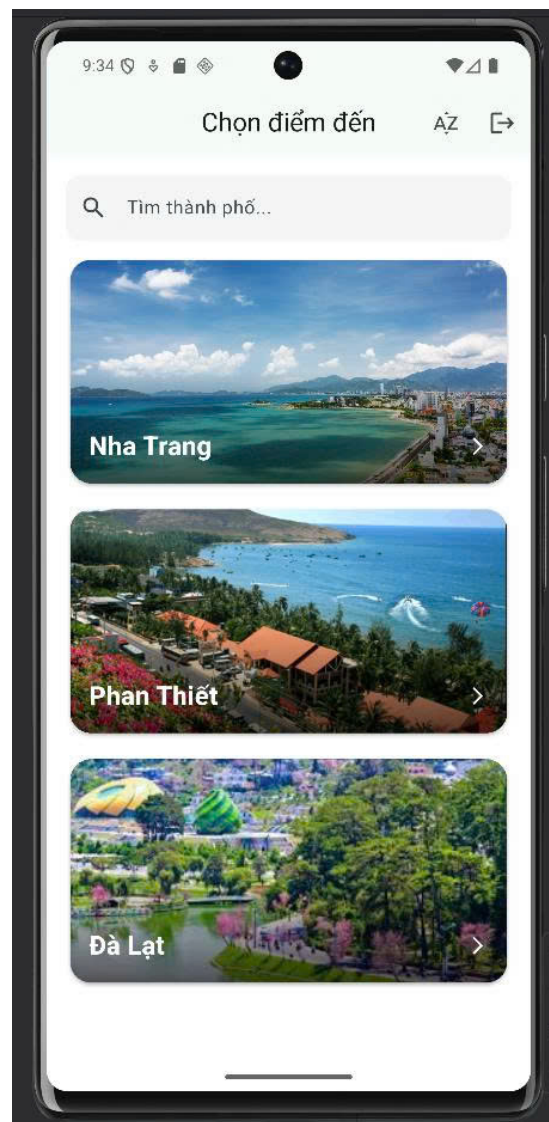 9:34
Chọn điểm đến AZ
Tìm thành phố...
Nha Trang
Phan Thiết
Đà Lạt